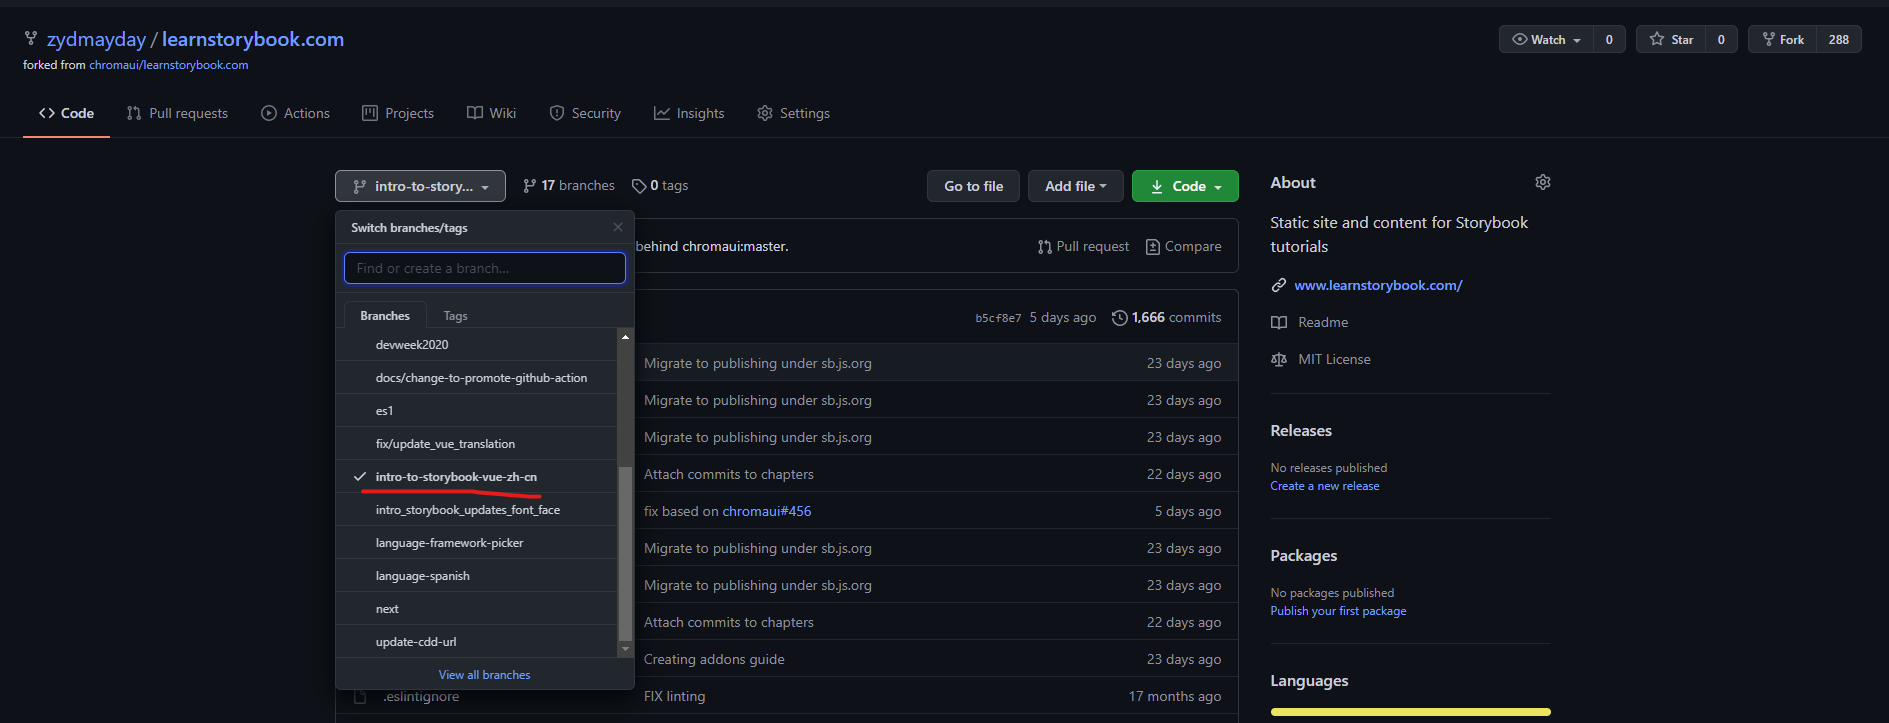 zydmayday / learnstorybook.com
Watch 0 Star 0 Fork 288
forked from chromaui/learnstorybook.com
Code Pull requests Actions Projects Wiki Security Insights Settings
intro-to-story... 17 branches 0 tags Go to file Add file Code
Switch branches/tags
behind chromaui:master. Pull request Compare
Find or create a branch...
Branches Tags
b5cf8e7 5 days ago 1,666 commits
devweek2020
docs/change-to-promote-github-action
es1
fix/update_vue_translation
intro-to-storybook-vue-zh-cn
intro_storybook_updates_font_face
language-framework-picker
language-spanish
next
update-cdd-url
View all branches
Migrate to publishing under sb.js.org 23 days ago
Migrate to publishing under sb.js.org 23 days ago
Migrate to publishing under sb.js.org 23 days ago
Attach commits to chapters 22 days ago
fix based on chromaui#456 5 days ago
Migrate to publishing under sb.js.org 23 days ago
Migrate to publishing under sb.js.org 23 days ago
Attach commits to chapters 22 days ago
Creating addons guide 23 days ago
.eslintignore FIX linting 17 months ago
About
Static site and content for Storybook
tutorials
www.learnstorybook.com/
Readme
MIT License
Releases
No releases published
Create a new release
Packages
No packages published
Publish your first package
Languages